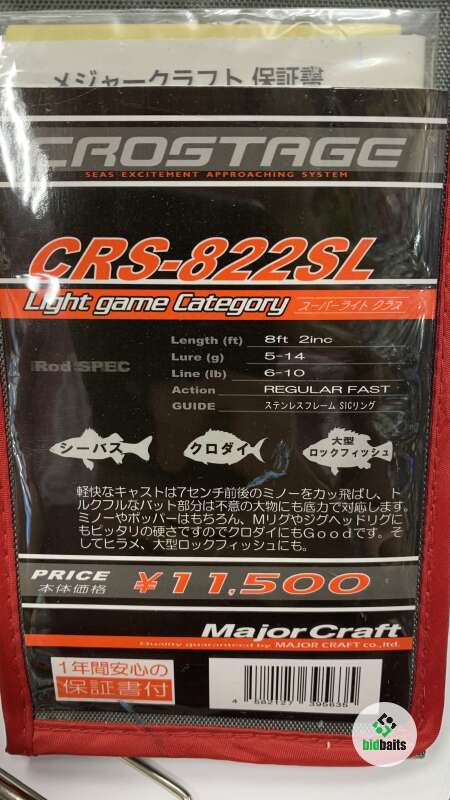 メジャークラフト 保証書
CROSTAGE
SEAS EXCITEMENT APPROACHING SYSTEM
CRS-822SL
Light game Category スーパーライト クラス
Rod SPEC
Length (ft) 8ft 2inc
Lure (g) 5-14
Line (lb) 6-10
Action REGULAR FAST
GUIDE ステンレスフレーム SICリング
シーバス
クロダイ
大型
ロックフィッシュ
軽快なキャストは7センチ前後のミノーをカッ飛ばし、ト
ルクフルなバット部分は不意の大物にも底力で対応します。
ミノーやポッパーはもちろん、Mリグやジグヘッドリグに
もピッタリの硬さですのでクロダイにもGoodです。そ
してヒラメ、大型ロックフィッシュにも。
PRICE
本体価格
¥11,500
Major Craft
Quality guaranteed by MAJOR CRAFT co.,ltd.
1年間安心の
保証書付
4 582127 395635
bidbaits